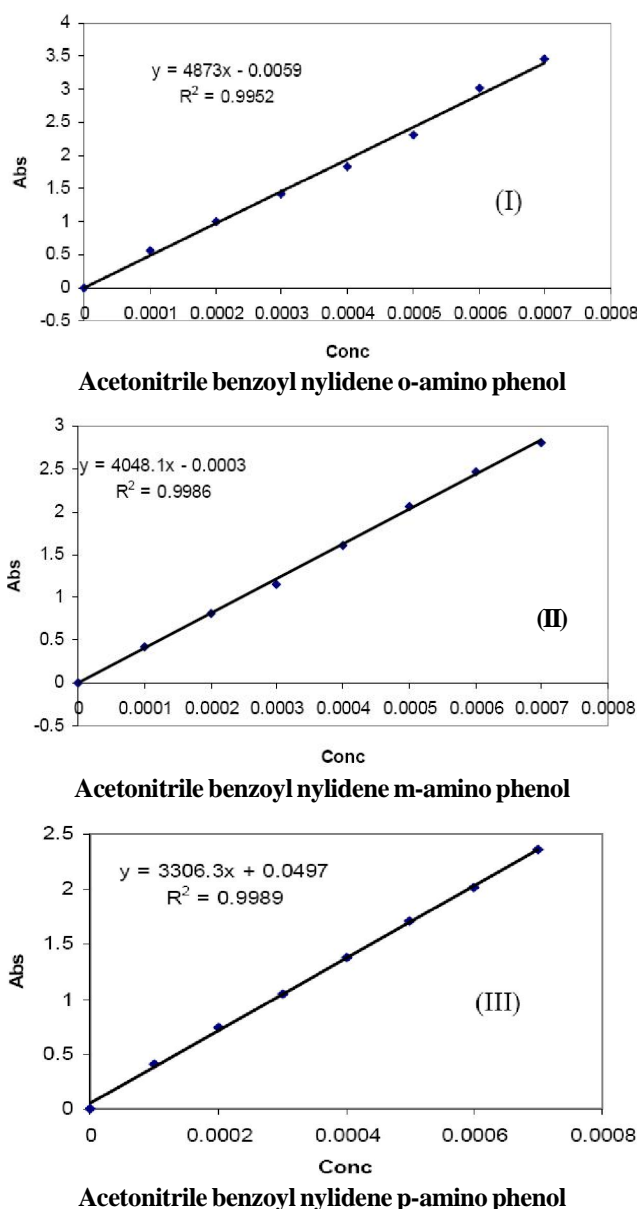 4
3.5
3
2.5
2
1.5
1
0.5
0
-0.5
Abs
y = 4873x - 0.0059
R² = 0.9952
(I)
0 0.0001 0.0002 0.0003 0.0004 0.0005 0.0006 0.0007 0.0008
Conc
Acetonitrile benzoyl nylidene o-amino phenol
3
2.5
2
1.5
1
0.5
0
-0.5
Abs
y = 4048.1x - 0.0003
R² = 0.9986
(II)
0 0.0001 0.0002 0.0003 0.0004 0.0005 0.0006 0.0007 0.0008
Conc
Acetonitrile benzoyl nylidene m-amino phenol
2.5
2
1.5
1
0.5
0
Abs
y = 3306.3x + 0.0497
R² = 0.9989
(III)
0 0.0002 0.0004 0.0006 0.0008
Conc
Acetonitrile benzoyl nylidene p-amino phenol